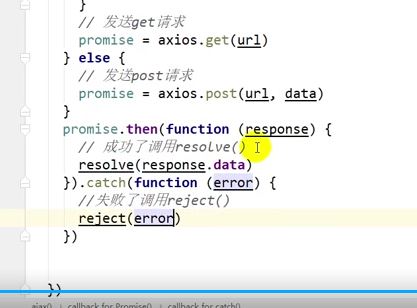 }
// 发送get请求
promise = axios.get(url)
} else {
// 发送post请求
promise = axios.post(url, data)
}
promise.then(function (response) {
// 成功了调用resolve()
resolve(response.data)
}).catch(function (error) {
//失败了调用reject()
reject(error)
})
})
ajax() callback for Promise() callback for catch()